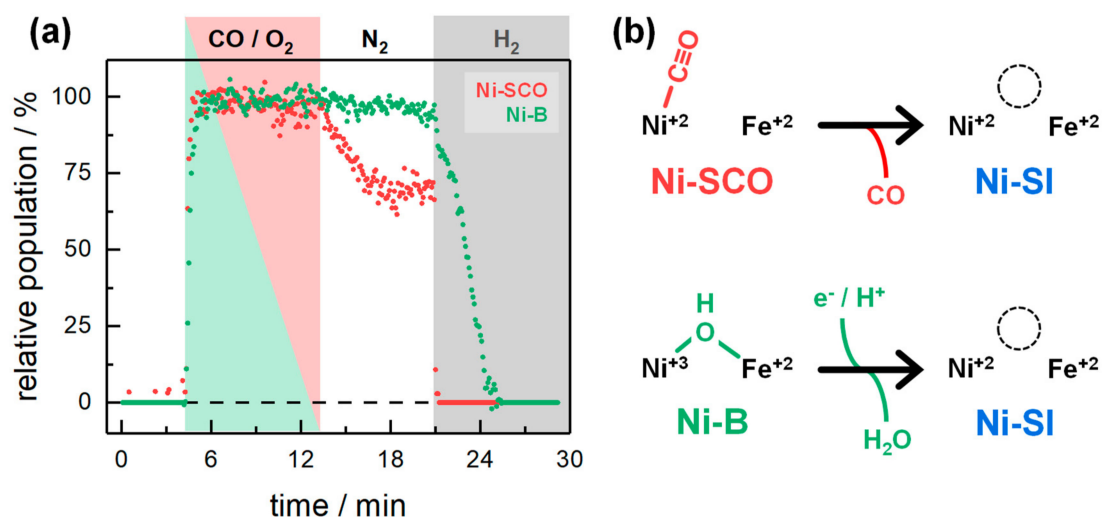 (a)
CO / O₂
N₂
H₂
Ni-SCO
Ni-B
relative population / %
100
75
50
25
0
0
6
12
18
24
30
time / min
(b)
C≡O
Ni+2
Fe+2
CO
Ni-SCO
Ni+2
Fe+2
Ni-SI
H
O
Ni+3
Fe+2
e- / H+
H₂O
Ni-B
Ni+2
Fe+2
Ni-SI